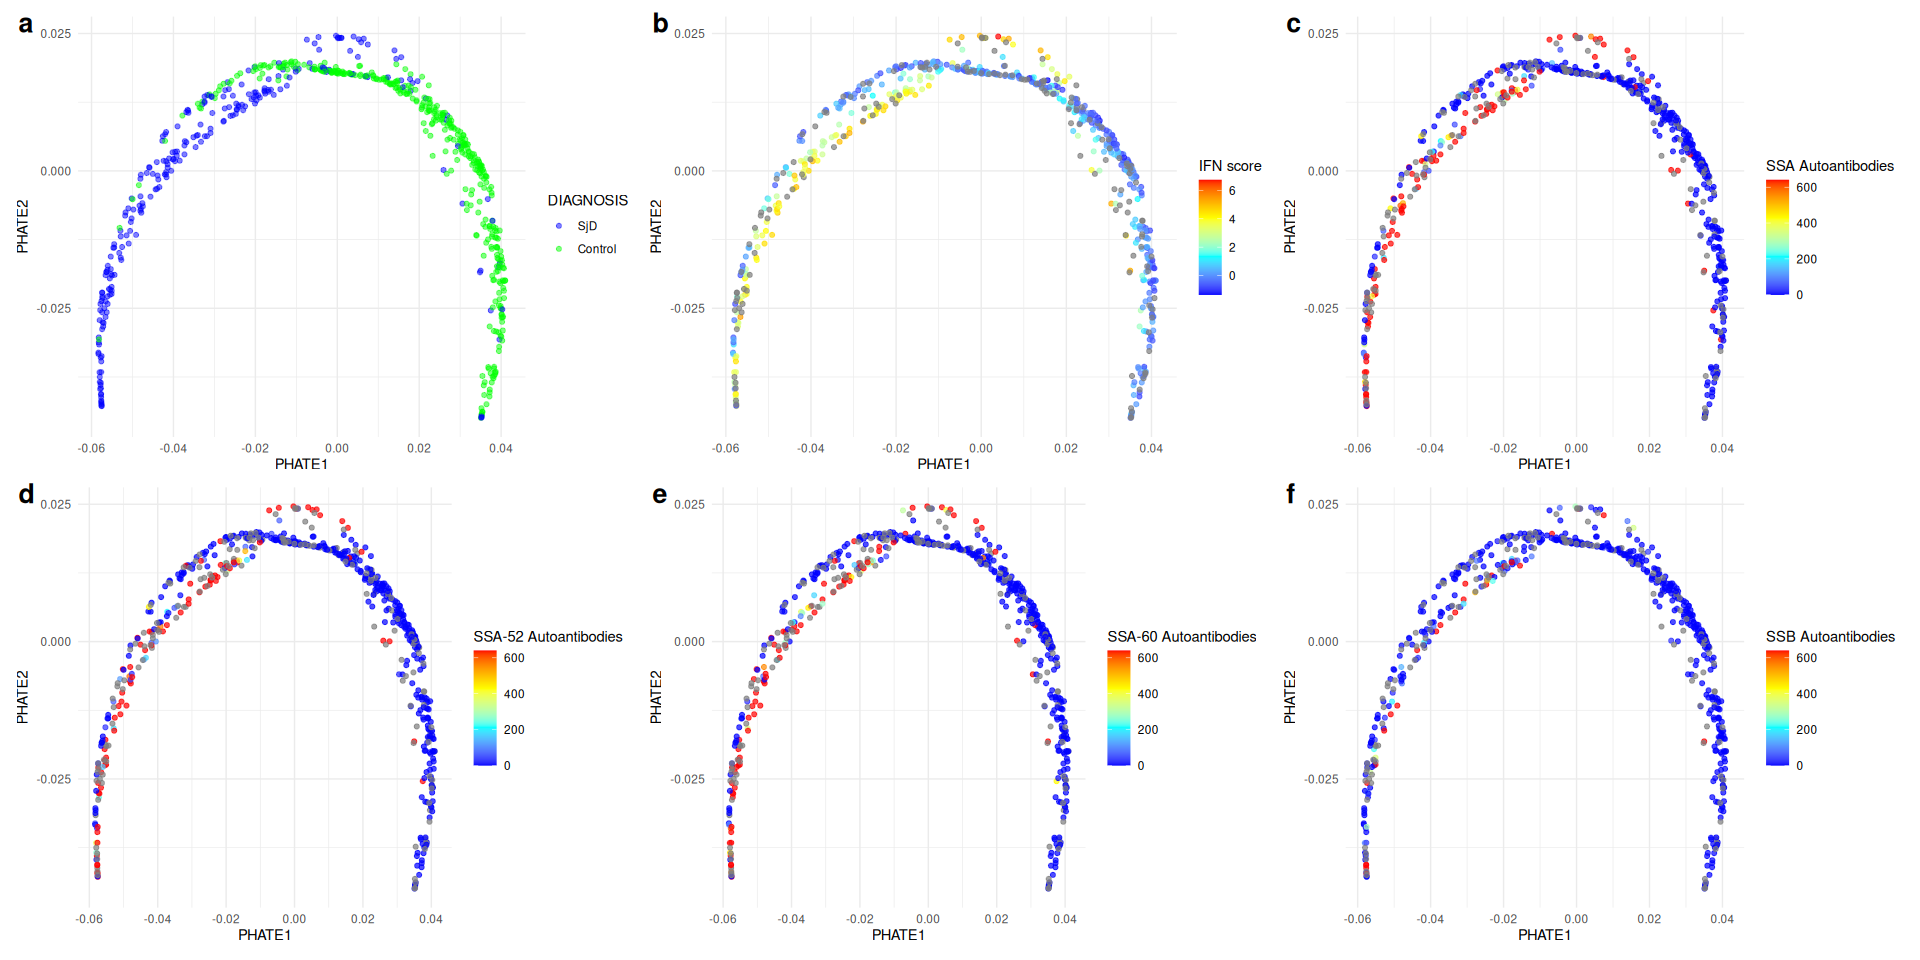 a
0.025
0.000
-0.025
PHATE2
-0.06
-0.04
-0.02
0.00
0.02
0.04
PHATE1
DIAGNOSIS
SjD
Control
b
0.025
0.000
-0.025
PHATE2
-0.06
-0.04
-0.02
0.00
0.02
0.04
PHATE1
IFN score
6
4
2
0
c
0.025
0.000
-0.025
PHATE2
-0.06
-0.04
-0.02
0.00
0.02
0.04
PHATE1
SSA Autoantibodies
600
400
200
0
d
0.025
0.000
-0.025
PHATE2
-0.06
-0.04
-0.02
0.00
0.02
0.04
PHATE1
SSA-52 Autoantibodies
600
400
200
0
e
0.025
0.000
-0.025
PHATE2
-0.06
-0.04
-0.02
0.00
0.02
0.04
PHATE1
SSA-60 Autoantibodies
600
400
200
0
f
0.025
0.000
-0.025
PHATE2
-0.06
-0.04
-0.02
0.00
0.02
0.04
PHATE1
SSB Autoantibodies
600
400
200
0